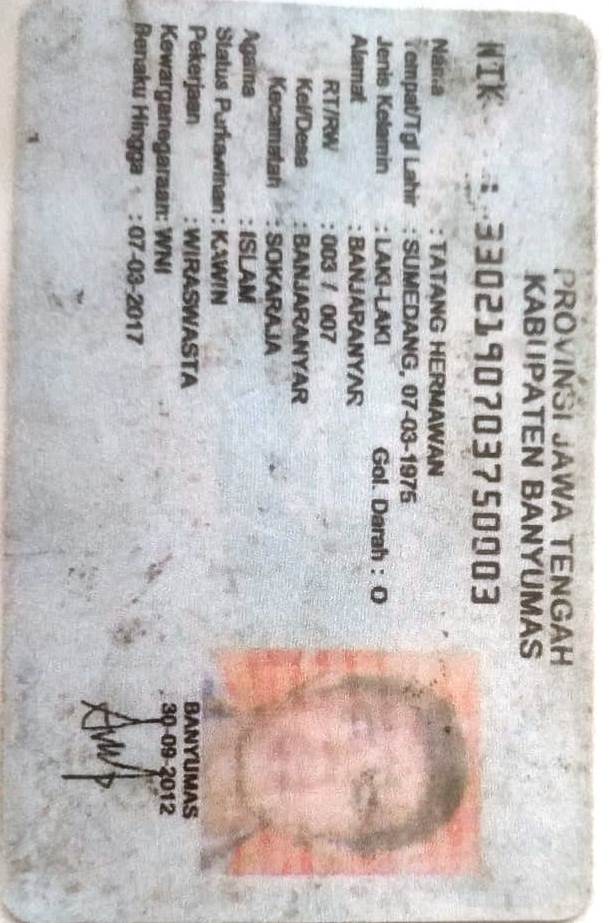 PROVINSI JAWA TENGAH
KABUPATEN BANYUMAS
NIK : 3302190703750003
Nama : TATANG HERMAWAN
Tempat/Tgl Lahir : SUMEDANG, 07-03-1975
Jenis Kelamin : LAKI-LAKI Gol. Darah : O
Alamat : BANJARANYAR
RT/RW : 003 / 007
Kel/Desa : BANJARANYAR
Kecamatan : SOKARAJA
Agama : ISLAM
Status Perkawinan : KAWIN
Pekerjaan : WIRASWASTA
Kewarganegaraan: WNI
Berlaku Hingga : 07-03-2017
BANYUMAS
30-09-2012